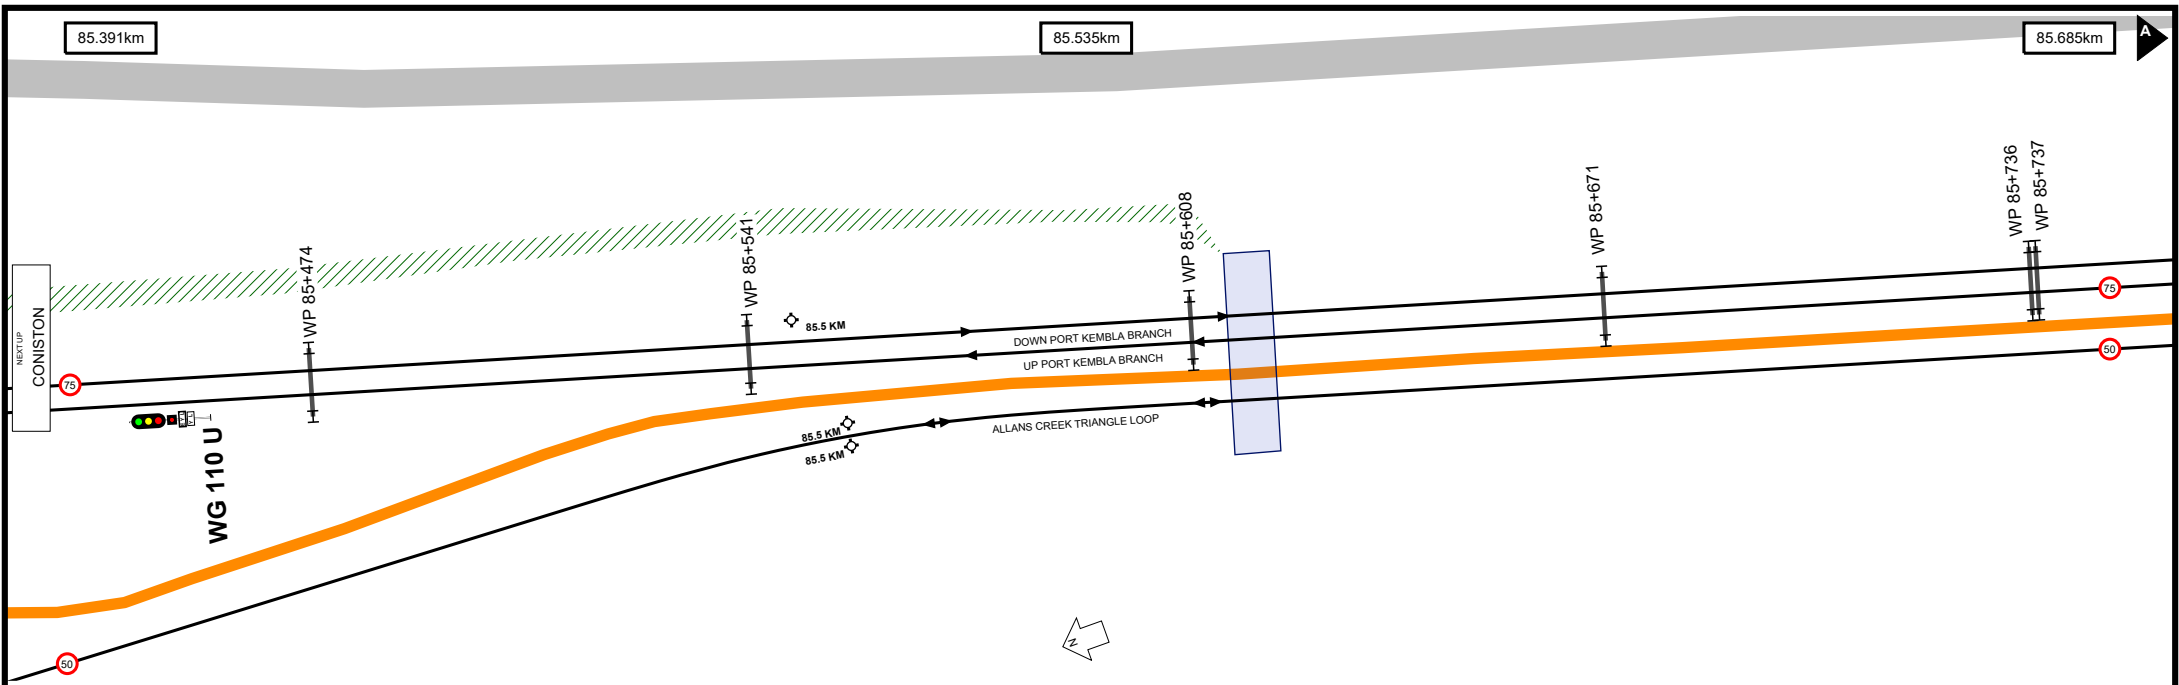 85.391km
85.535km
85.685km
A
WP 85+474
WP 85+541
WP 85+608
WP 85+671
WP 85+736
WP 85+737
NEXT UP
CONISTON
75
75
85.5 KM
DOWN PORT KEMBLA BRANCH
UP PORT KEMBLA BRANCH
50
85.5 KM
85.5 KM
ALLANS CREEK TRIANGLE LOOP
WG 110 U
N
50